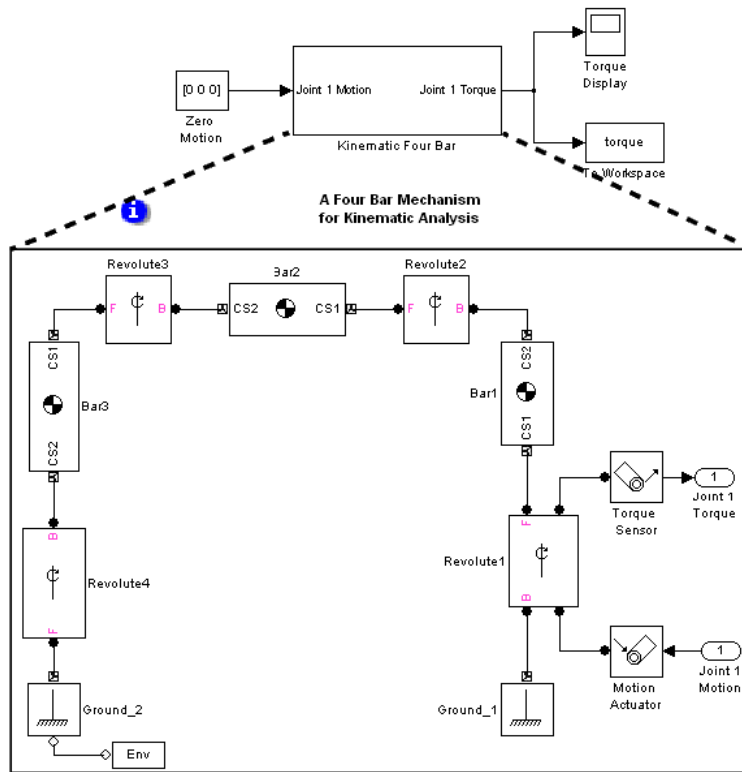 [0 0 0]
Zero
Motion
Joint 1 Motion
Joint 1 Torque
Kinematic Four Bar
Torque
Display
torque
To Workspace
i
A Four Bar Mechanism
for Kinematic Analysis
Revolute3
F
B
Bar2
CS2
CS1
Revolute2
F
B
CS1
CS2
Bar3
CS2
CS1
Bar1
B
F
Revolute4
F
B
Revolute1
Torque
Sensor
1
Joint 1
Torque
Motion
Actuator
1
Joint 1
Motion
Ground_2
Env
Ground_1